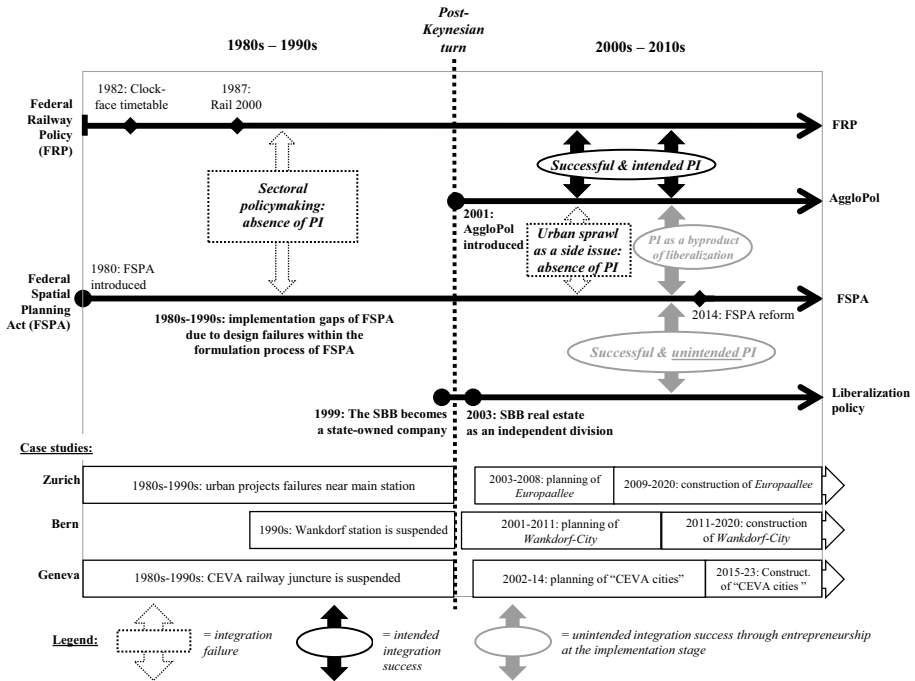 Post-
Keynesian
turn
1980s – 1990s
2000s – 2010s
1982: Clock-
face timetable
1987:
Rail 2000
Federal
Railway
Policy
(FRP)
FRP
Successful & intended PI
Sectoral
policymaking:
absence of PI
AggloPol
2001:
AggloPol
introduced
Urban sprawl
as a side issue:
absence of PI
PI as a byproduct
of liberalization
1980: FSPA
introduced
Federal
Spatial
Planning
Act (FSPA)
FSPA
2014: FSPA reform
1980s-1990s: implementation gaps of FSPA
due to design failures within the
formulation process of FSPA
Successful & unintended PI
Liberalization
policy
1999: The SBB becomes
a state-owned company
2003: SBB real estate
as an independent division
Case studies:
Zurich
1980s-1990s: urban projects failures near main station
2003-2008: planning of
Europaallee
2009-2020: construction of Europaallee
Bern
1990s: Wankdorf station is suspended
2001-2011: planning of
Wankdorf-City
2011-2020: construction
of Wankdorf-City
Geneva
1980s-1990s: CEVA railway juncture is suspended
2002-14: planning of “CEVA cities”
2015-23: Construct.
of “CEVA cities ”
Legend:
= integration
failure
= intended
integration
success
= unintended integration success through entrepreneurship
at the implementation stage